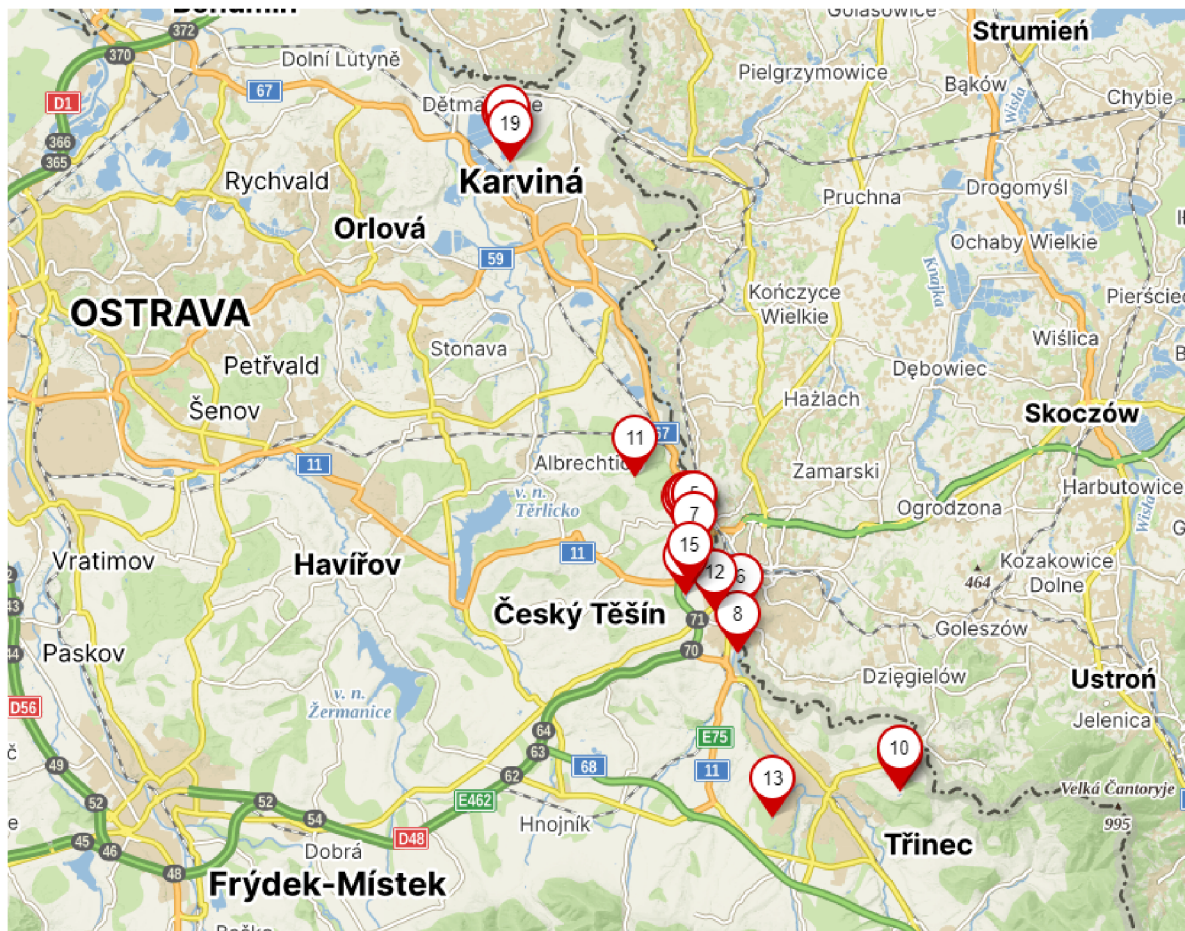 372
370
Dolní Lutyně
67
D1
366
365
Rychvald
Orlová
OSTRAVA
Petřvald
Šenov
11
Vratimov
Havířov
Paskov
D56
v. n.
Žermanice
49
52
45
46
48
52
54
Dobrá
D48
Frýdek-Místek
19
Karviná
59
Stonava
11
67
v. n.
Těrlicko
11
5
7
15
12
6
8
Český Těšín
71
70
64
63
62
68
E462
Hnojník
E75
11
13
10
Třinec
Strumień
Pielgrzymowice
Bąków
Wisła
Chybie
Pruchna
Drogomyśl
Ochaby Wielkie
Knajka
Kończyce
Wielkie
Wiślica
Dębowiec
Hażlach
Skoczów
Zamarski
Ogrodzona
Harbutowice
Wisła
Kozakowice
Dolne
464
Goleszów
Dzięgielów
Ustroń
Jelenica
Velká Čantoryje
995